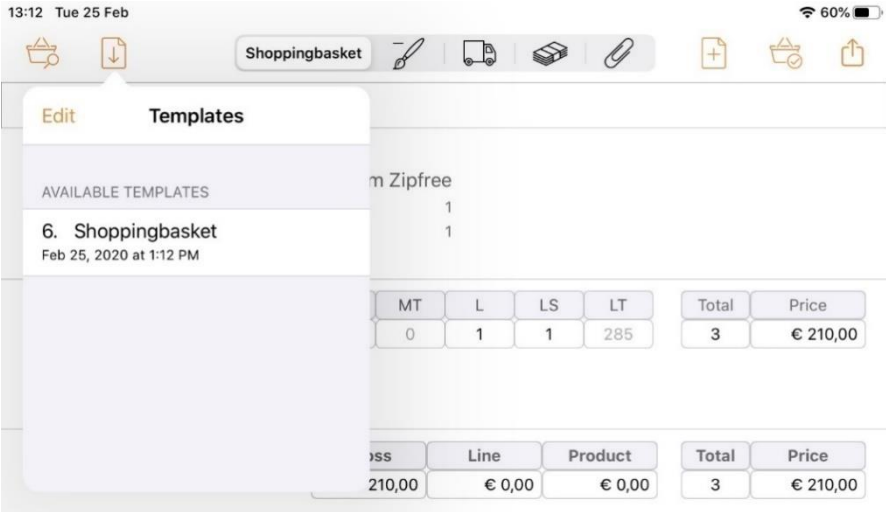 13:12 Tue 25 Feb 60%
Shoppingbasket
Edit Templates
AVAILABLE TEMPLATES
6. Shoppingbasket
Feb 25, 2020 at 1:12 PM
m Zipfree
1
1
MT L LS LT Total Price
0 1 1 285 3 € 210,00
oss Line Product Total Price
210,00 € 0,00 € 0,00 3 € 210,00